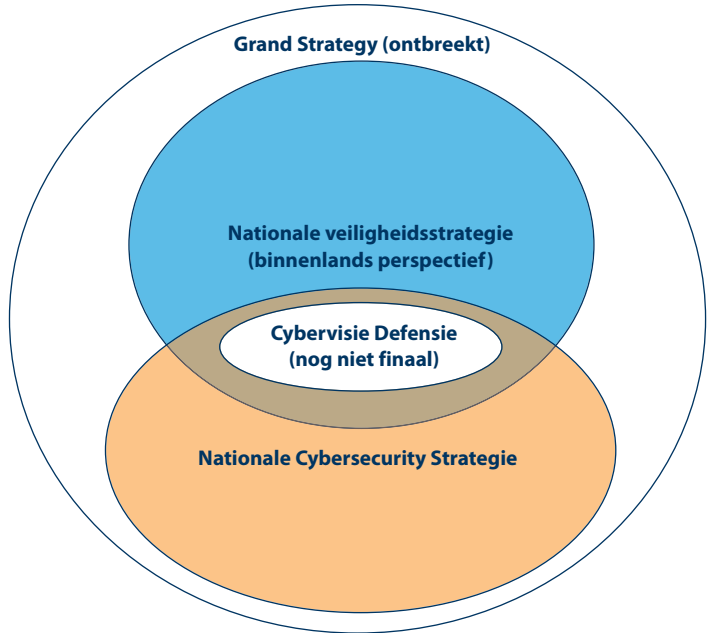 Grand Strategy (ontbreekt)
Nationale veiligheidsstrategie
(binnenlands perspectief)
Cybervisie Defensie
(nog niet finaal)
Nationale Cybersecurity Strategie